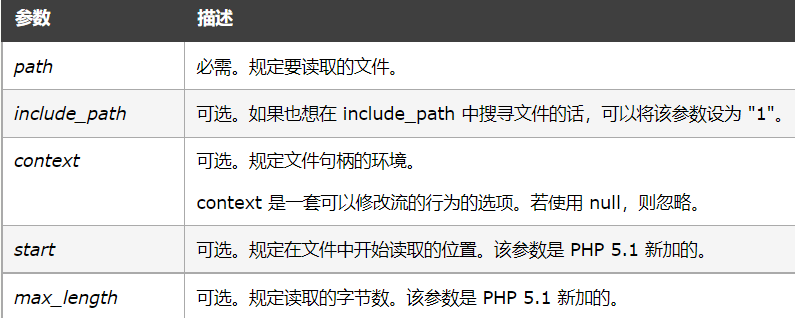 参数 描述
path 必需。规定要读取的文件。
include_path 可选。如果也想在 include_path 中搜寻文件的话，可以将该参数设为 "1"。
context 可选。规定文件句柄的环境。
context 是一套可以修改流的行为的选项。若使用 null，则忽略。
start 可选。规定在文件中开始读取的位置。该参数是 PHP 5.1 新加的。
max_length 可选。规定读取的字节数。该参数是 PHP 5.1 新加的。